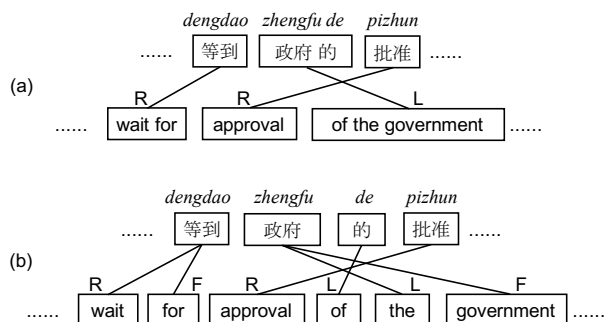 dengdao zhengfu de pizhun
...... 等到 政府 的 批准 ......
(a)
R R L
...... wait for approval of the government ......
dengdao zhengfu de pizhun
...... 等到 政府 的 批准 ......
(b)
R F R L L F
...... wait for approval of the government ......